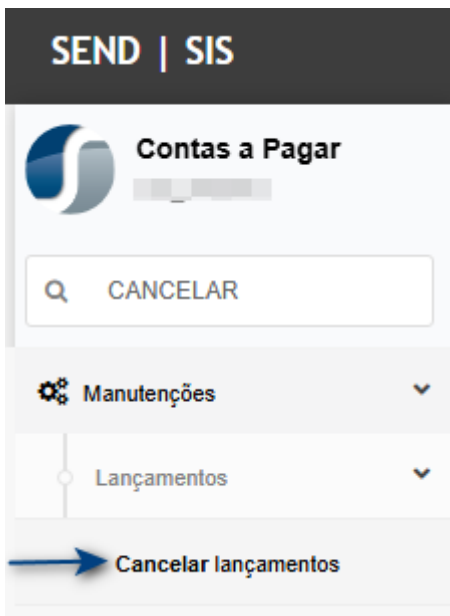 SEND | SIS
Contas a Pagar
CANCELAR
Manutenções
Lançamentos
Cancelar lançamentos